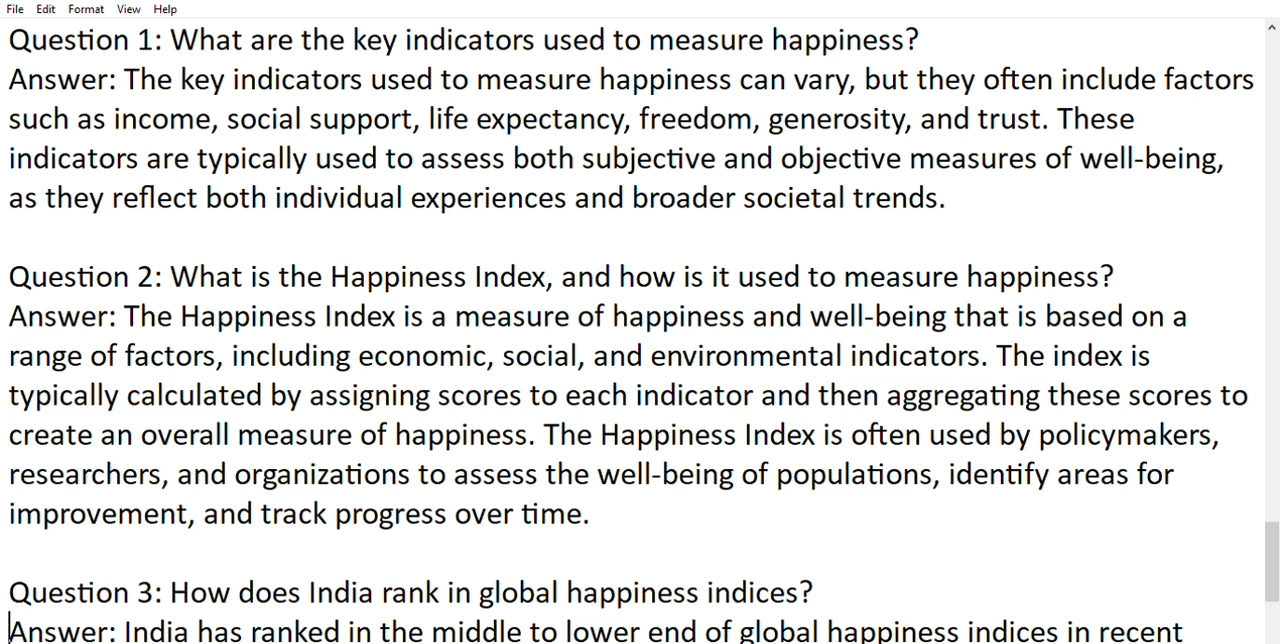 File Edit Format View Help
Question 1: What are the key indicators used to measure happiness?
Answer: The key indicators used to measure happiness can vary, but they often include factors
such as income, social support, life expectancy, freedom, generosity, and trust. These
indicators are typically used to assess both subjective and objective measures of well-being,
as they reflect both individual experiences and broader societal trends.
Question 2: What is the Happiness Index, and how is it used to measure happiness?
Answer: The Happiness Index is a measure of happiness and well-being that is based on a
range of factors, including economic, social, and environmental indicators. The index is
typically calculated by assigning scores to each indicator and then aggregating these scores to
create an overall measure of happiness. The Happiness Index is often used by policymakers,
researchers, and organizations to assess the well-being of populations, identify areas for
improvement, and track progress over time.
Question 3: How does India rank in global happiness indices?
Answer: India has ranked in the middle to lower end of global happiness indices in recent